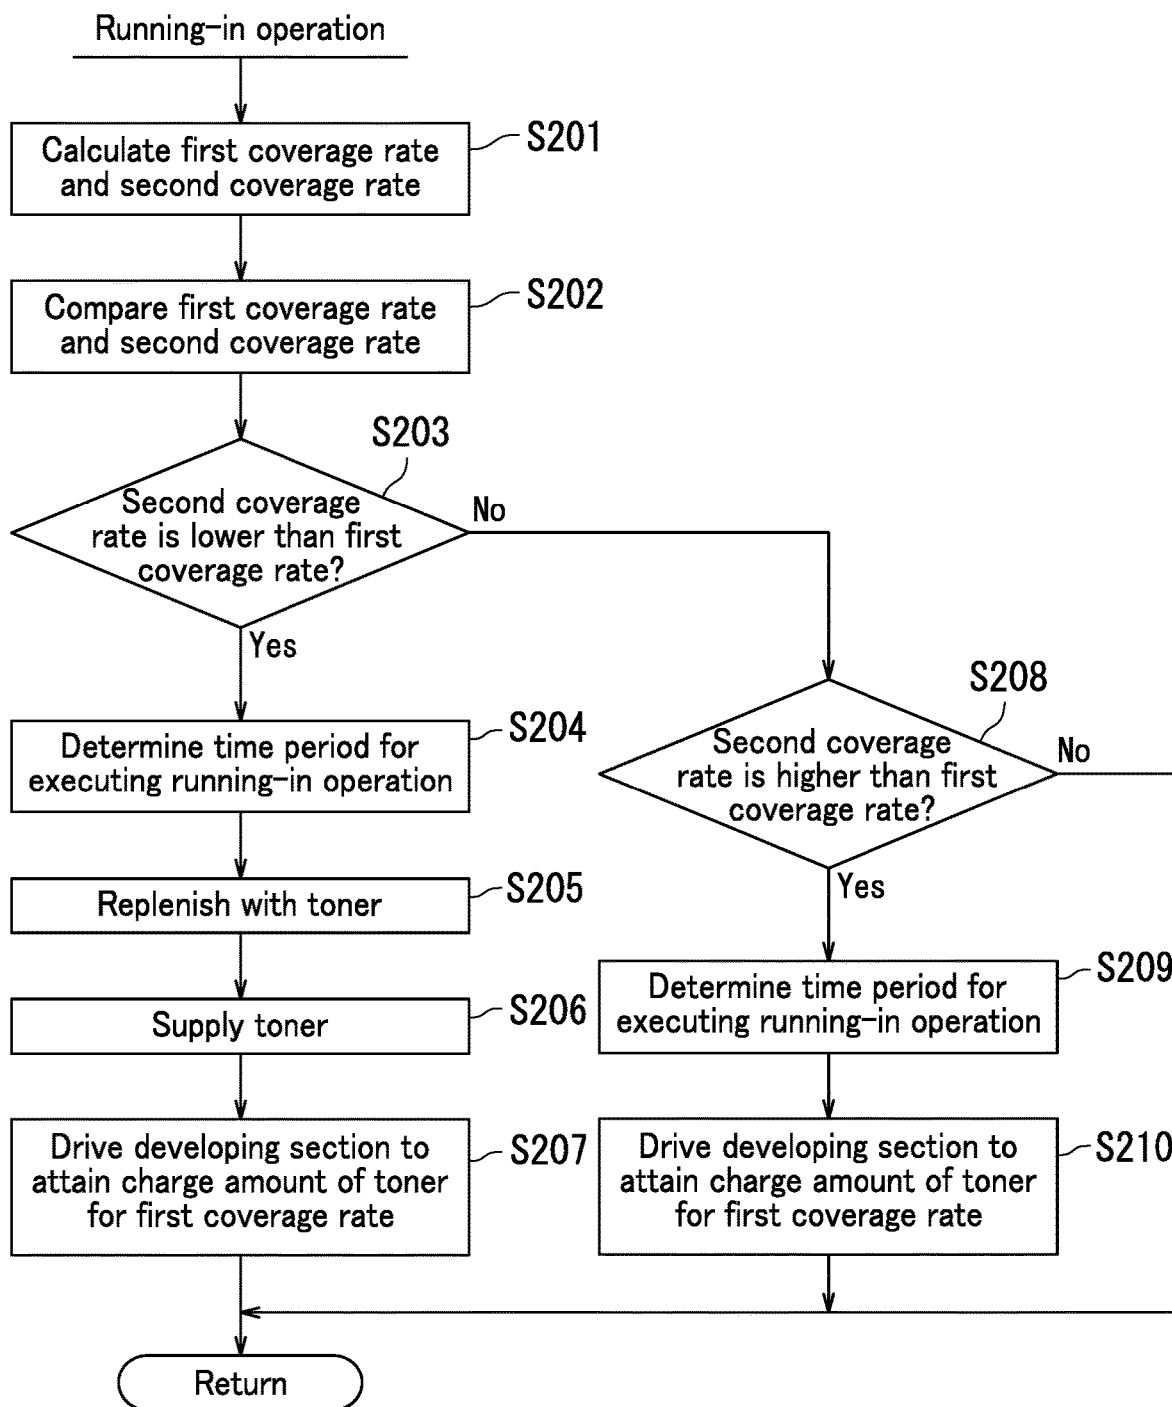 Running-in operation
S201
Calculate first coverage rate
and second coverage rate
S202
Compare first coverage rate
and second coverage rate
S203
Second coverage
rate is lower than first
coverage rate?
No
Yes
S204
Determine time period for
executing running-in operation
S205
Replenish with toner
S206
Supply toner
S207
Drive developing section to
attain charge amount of toner
for first coverage rate
S208
Second coverage
rate is higher than first
coverage rate?
No
Yes
S209
Determine time period for
executing running-in operation
S210
Drive developing section to
attain charge amount of toner
for first coverage rate
Return